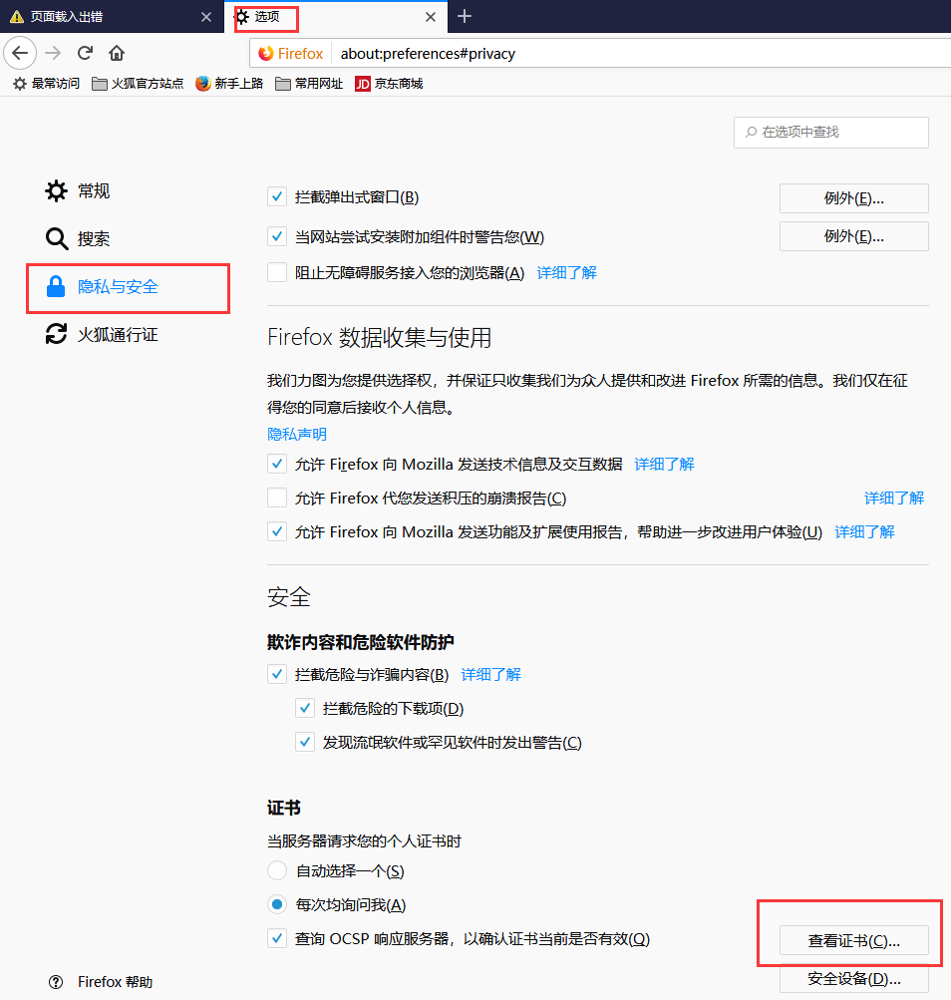 页面载入出错
选项
Firefox about:preferences#privacy
最常访问 火狐官方站点 新手上路 常用网址 JD 京东商城
在选项中查找
常规
搜索
隐私与安全
火狐通行证
拦截弹出式窗口(B) 例外(E)...
当网站尝试安装附加组件时警告您(W) 例外(E)...
阻止无障碍服务接入您的浏览器(A) 详细了解
Firefox 数据收集与使用
我们力图为您提供选择权，并保证只收集我们为众人提供和改进 Firefox 所需的信息。我们仅在征
得您的同意后接收个人信息。
隐私声明
允许 Firefox 向 Mozilla 发送技术信息及交互数据 详细了解
允许 Firefox 代您发送积压的崩溃报告(C) 详细了解
允许 Firefox 向 Mozilla 发送功能及扩展使用报告，帮助进一步改进用户体验(U) 详细了解
安全
欺诈内容和危险软件防护
拦截危险与诈骗内容(B) 详细了解
拦截危险的下载项(D)
发现流氓软件或罕见软件时发出警告(C)
证书
当服务器请求您的个人证书时
自动选择一个(S)
每次均询问我(A)
查询 OCSP 响应服务器，以确认证书当前是否有效(Q) 查看证书(C)...
安全设备(D)...
Firefox 帮助